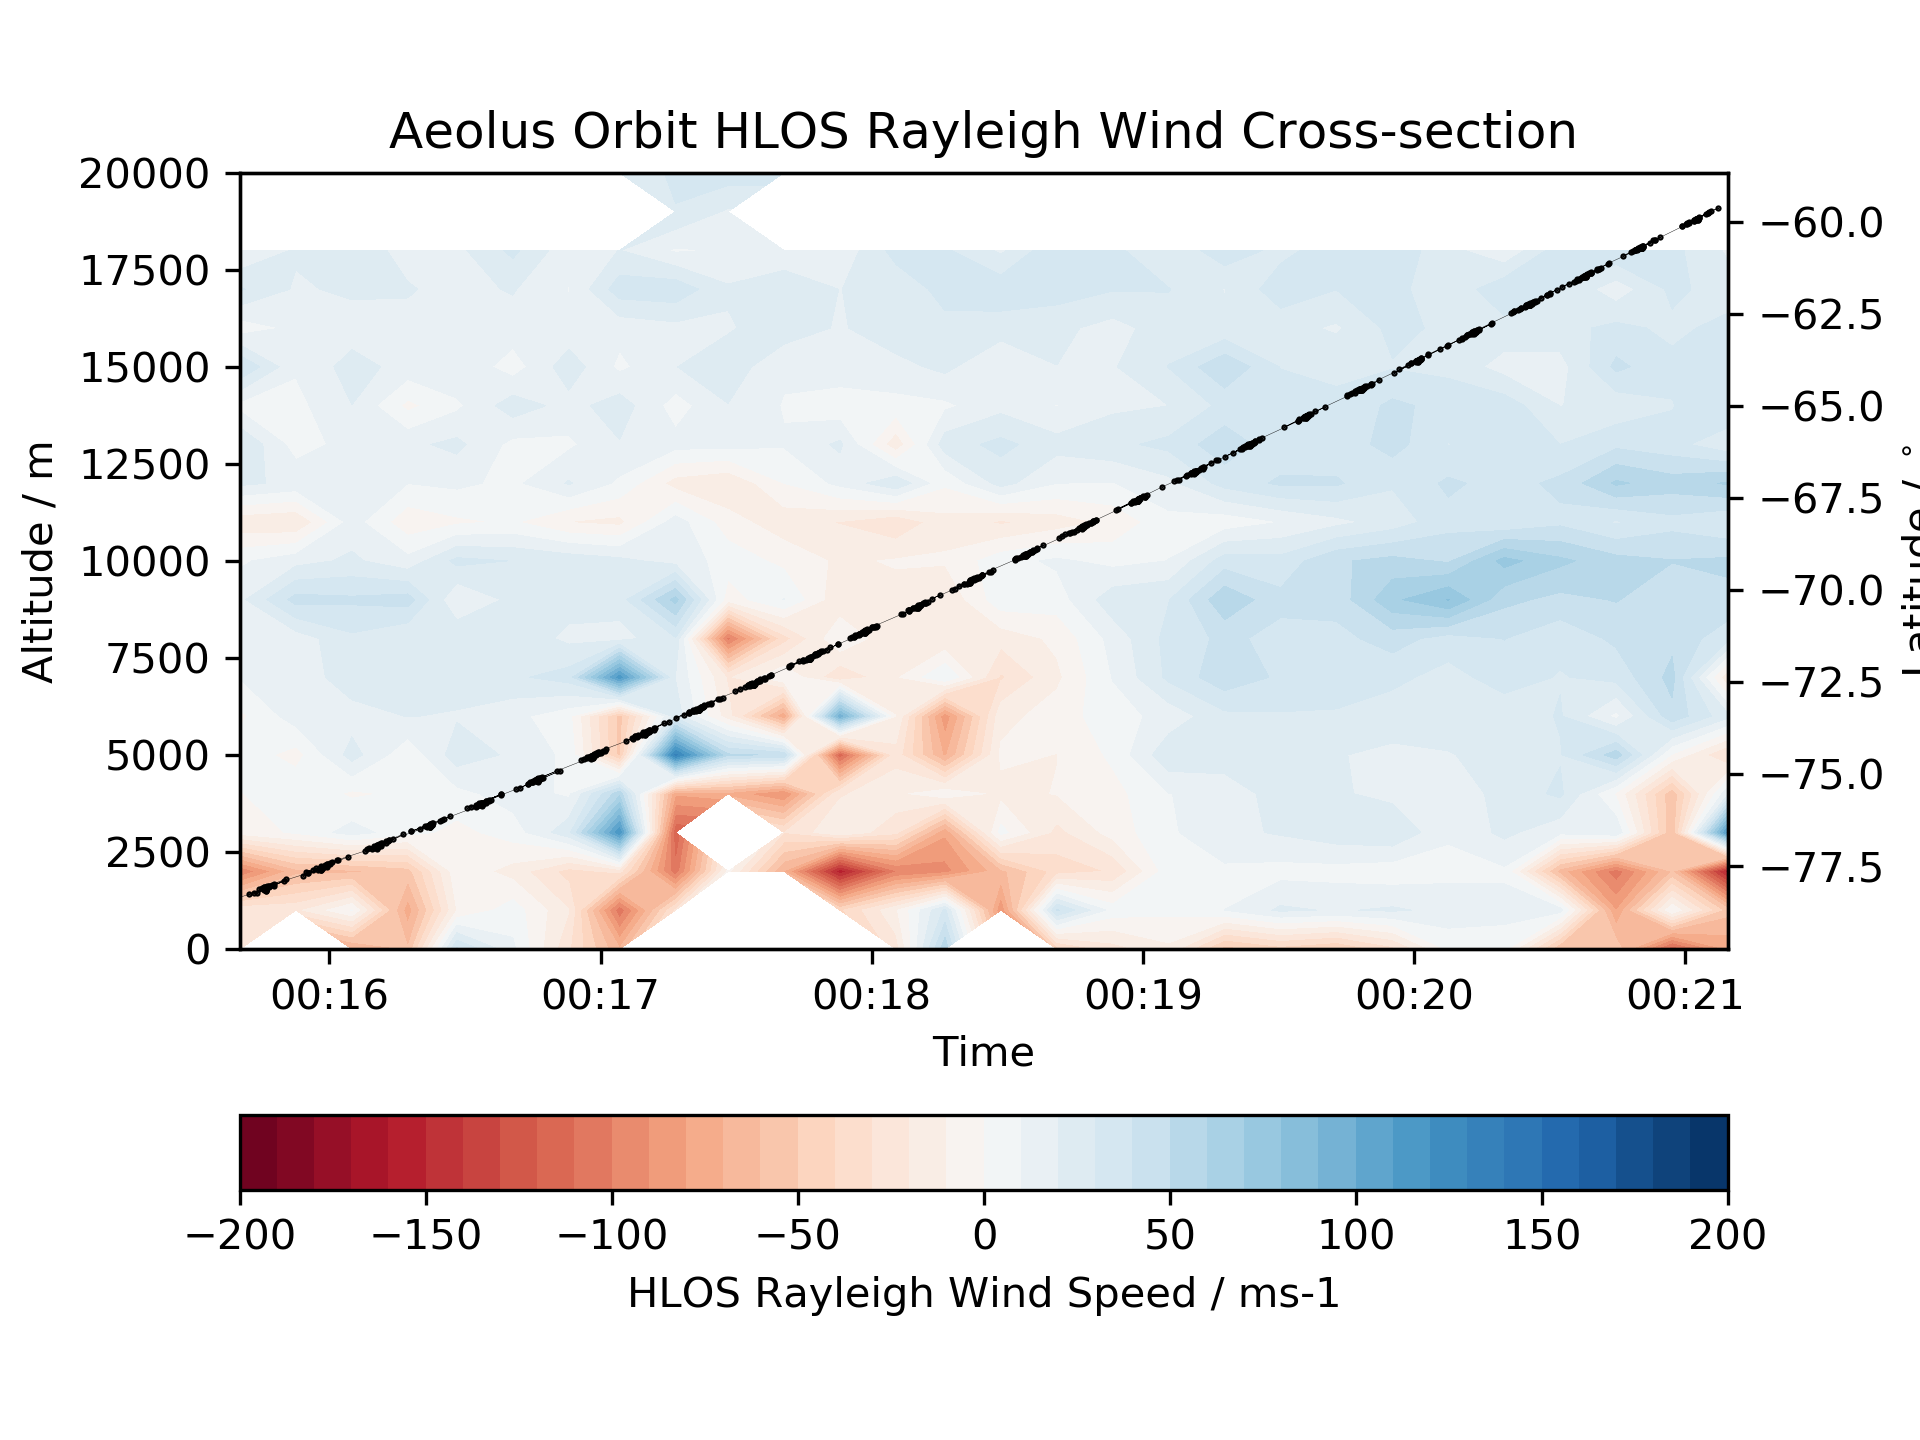 Aeolus Orbit HLOS Rayleigh Wind Cross-section
20000
17500
15000
12500
10000
7500
5000
2500
0
Altitude / m
−60.0
−62.5
−65.0
−67.5
−70.0
−72.5
−75.0
−77.5
Latitude / °
00:16 00:17 00:18 00:19 00:20 00:21
Time
−200 −150 −100 −50 0 50 100 150 200
HLOS Rayleigh Wind Speed / ms-1